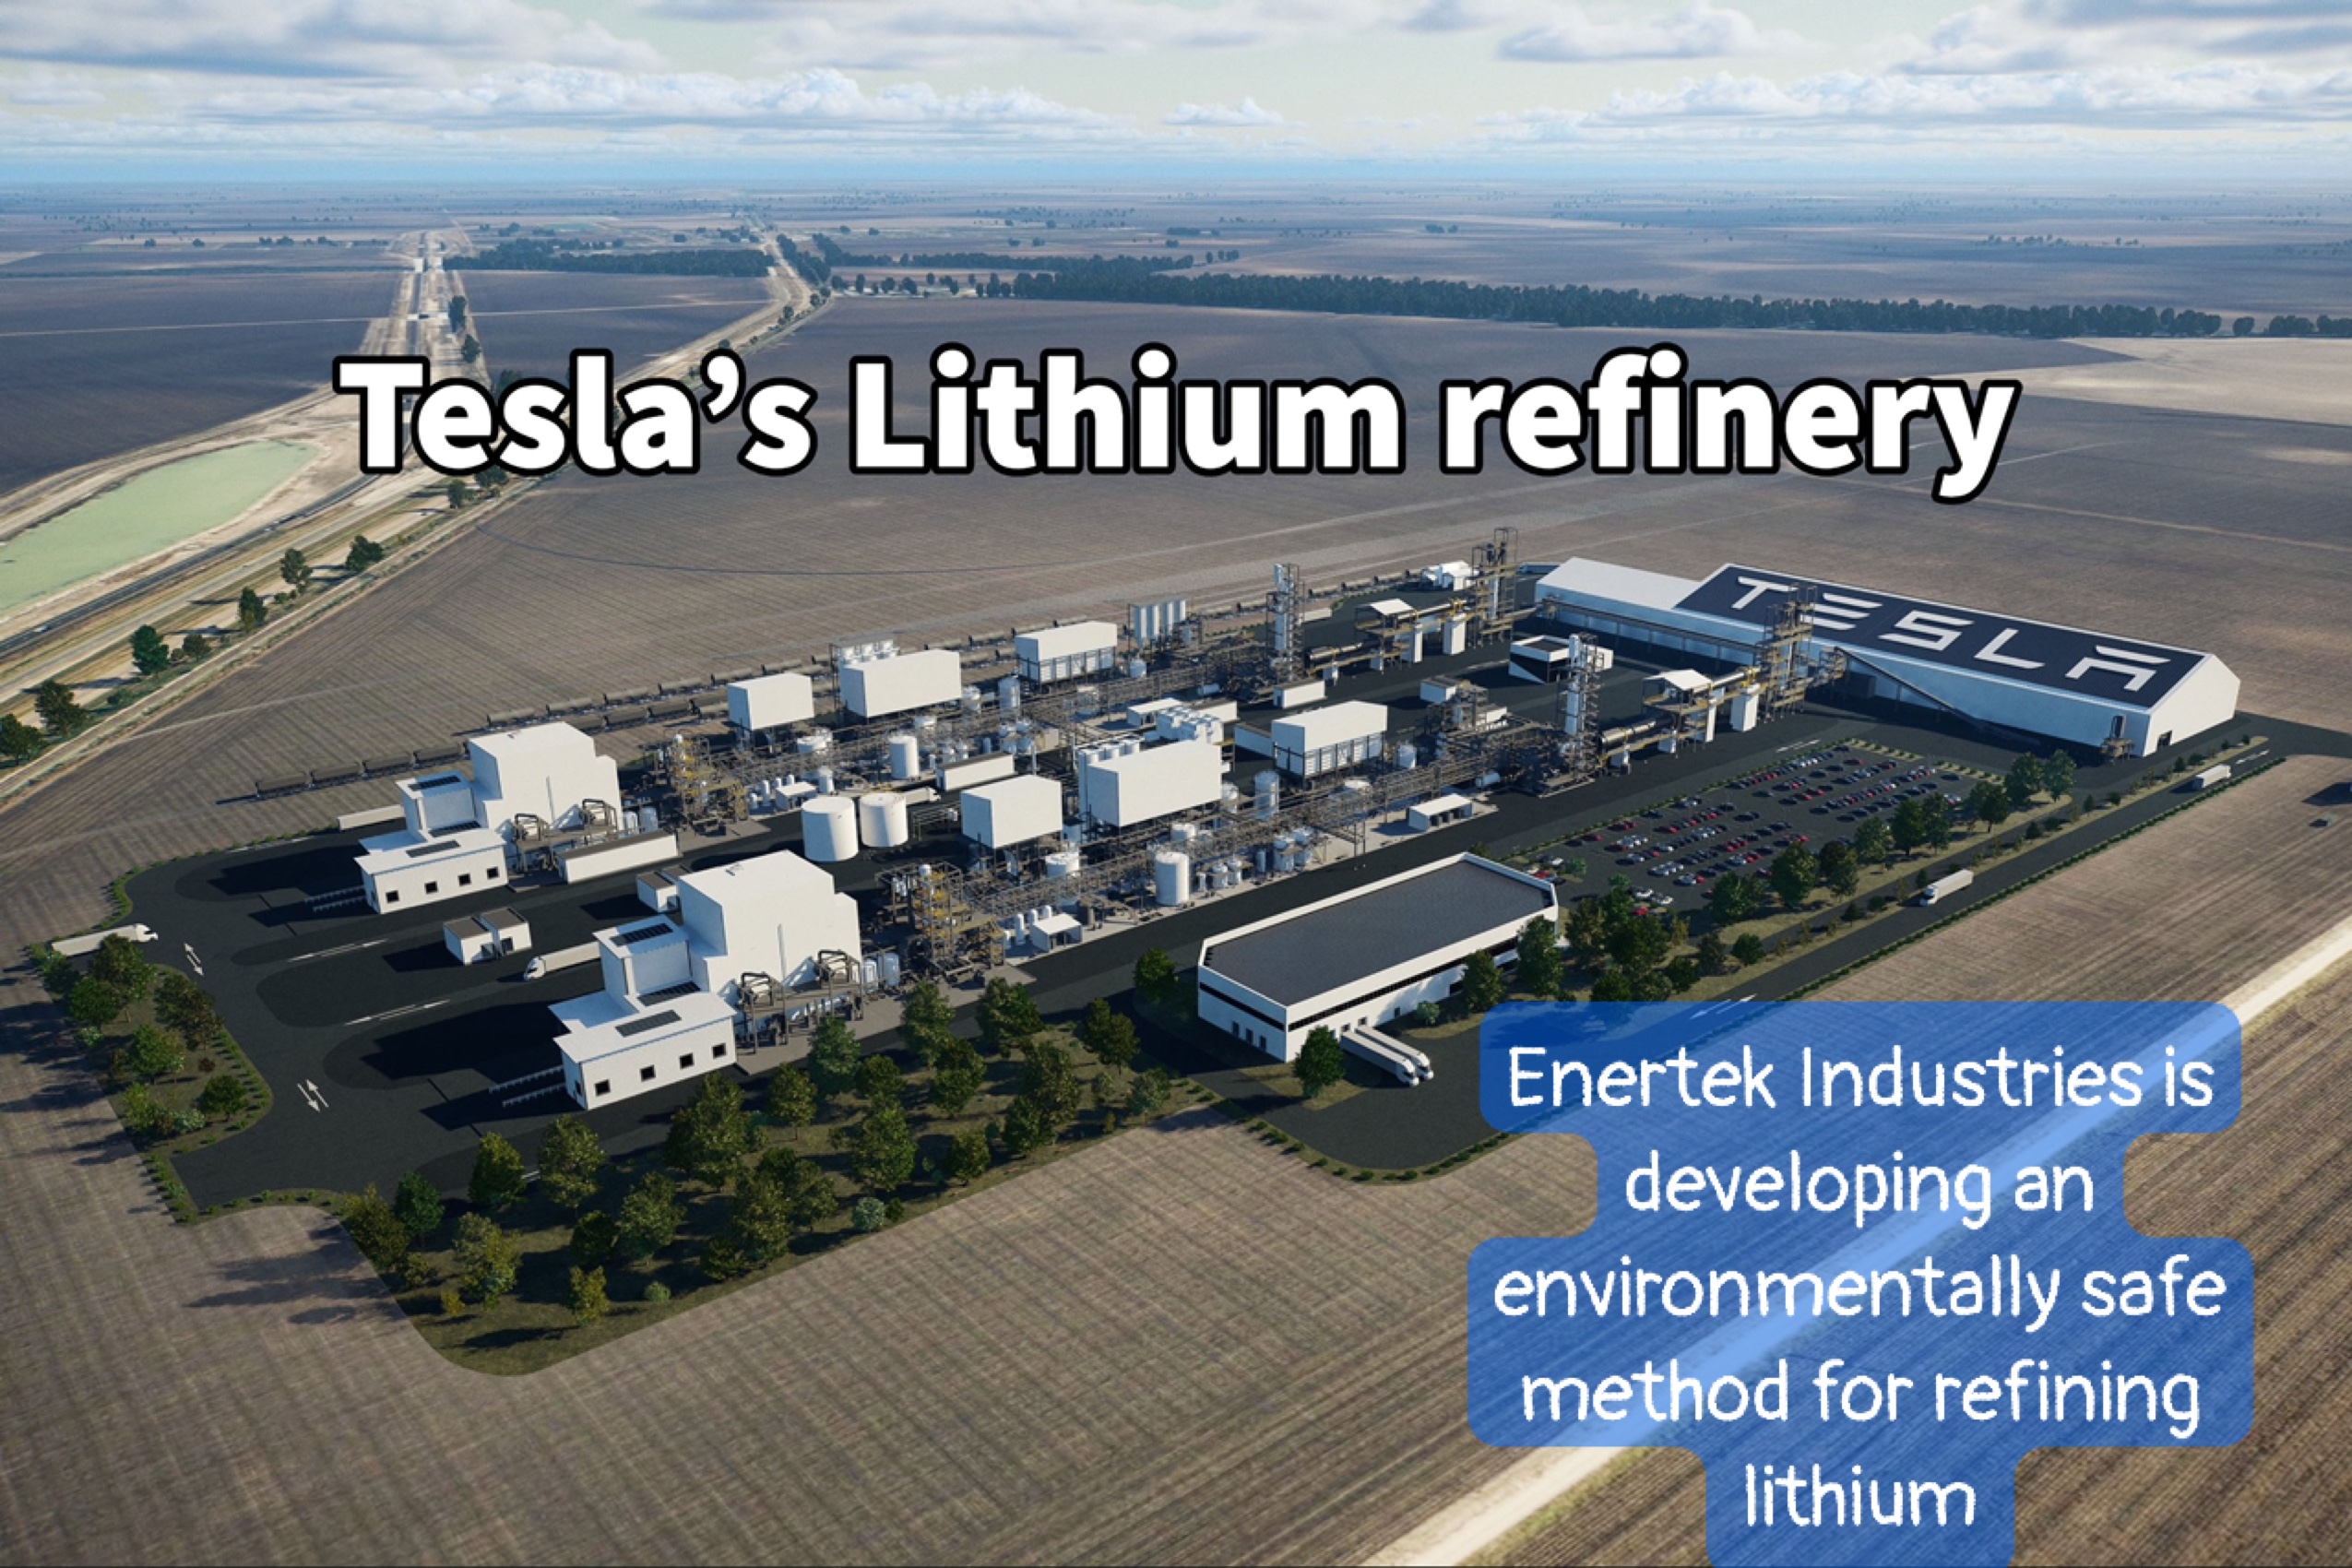 Tesla’s Lithium refinery
TESLA
Enertek Industries is
developing an
environmentally safe
method for refining
lithium